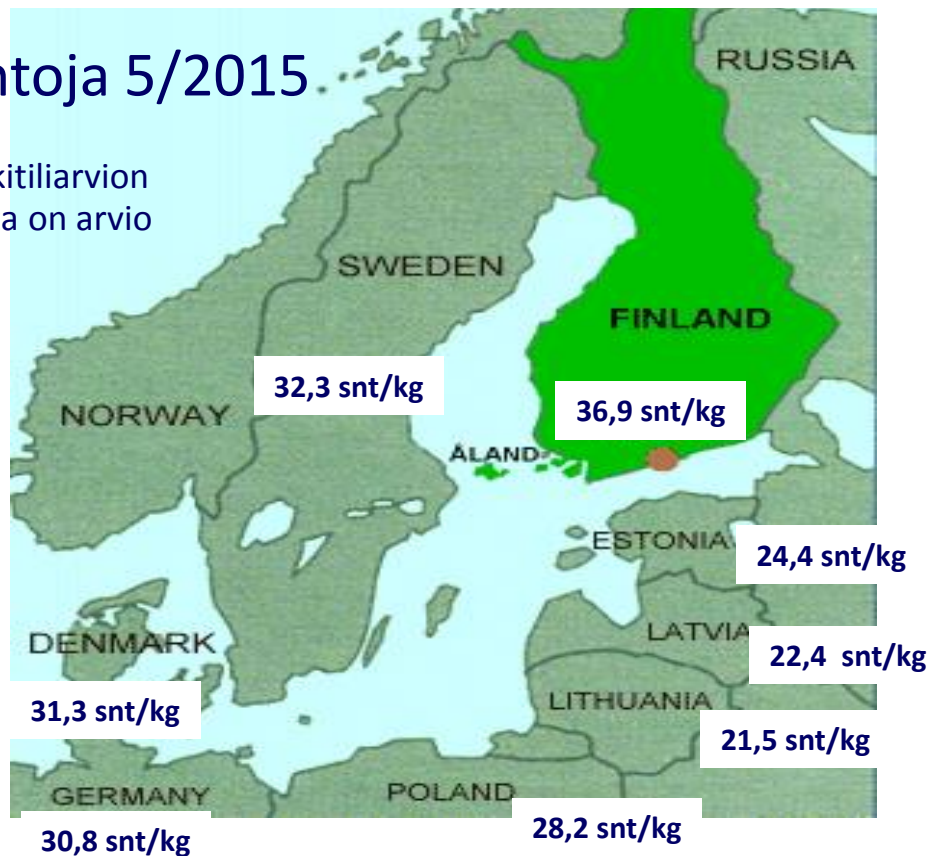 ntoja 5/2015
RUSSIA
kitiliarvion
a on arvio
SWEDEN
FINLAND
32,3 snt/kg
36,9 snt/kg
NORWAY
ÅLAND
ESTONIA
24,4 snt/kg
DENMARK
LATVIA
22,4 snt/kg
31,3 snt/kg
LITHUANIA
21,5 snt/kg
GERMANY
POLAND
30,8 snt/kg
28,2 snt/kg